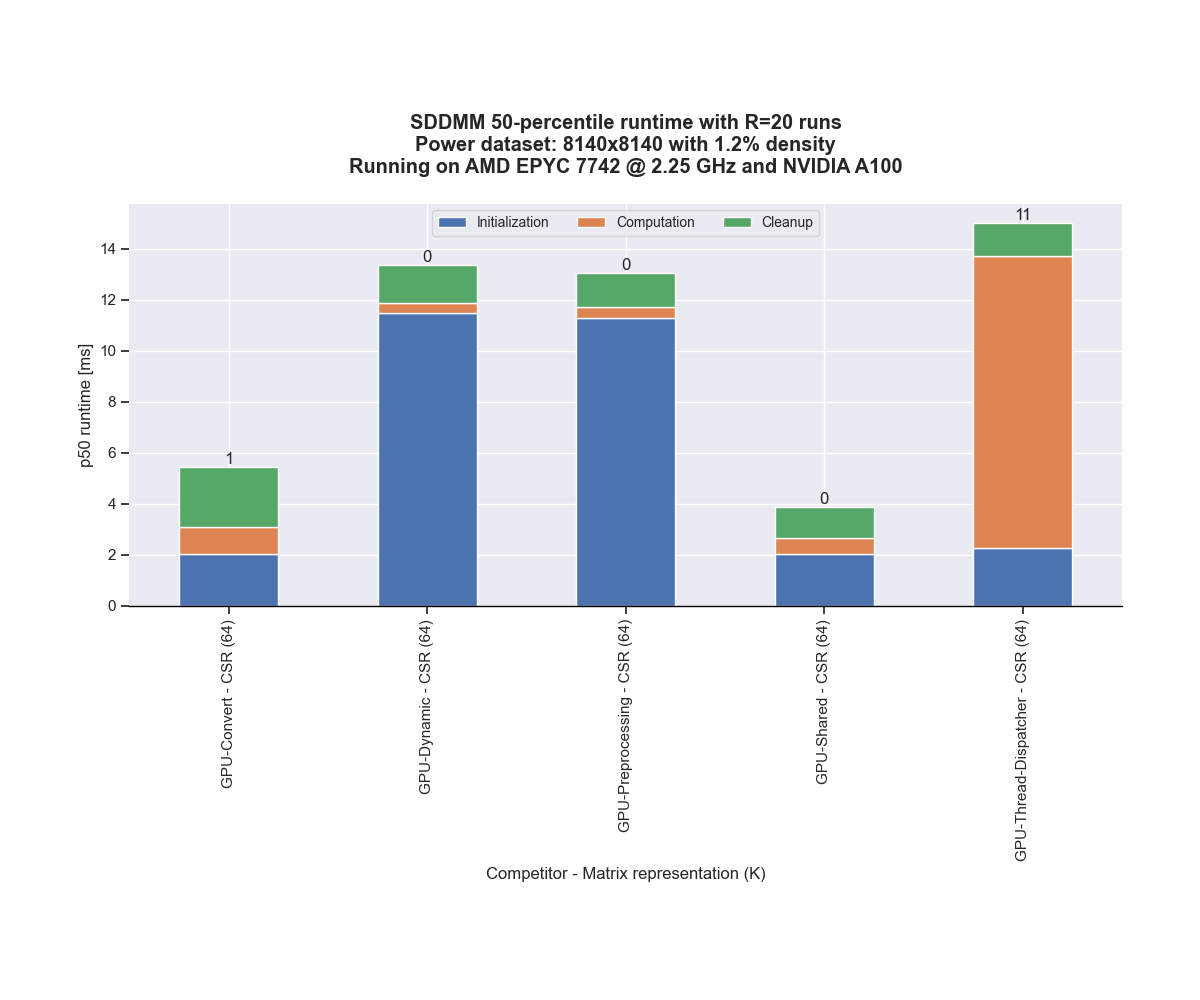 SDDMM 50-percentile runtime with R=20 runs
Power dataset: 8140x8140 with 1.2% density
Running on AMD EPYC 7742 @ 2.25 GHz and NVIDIA A100
Initialization
Computation
Cleanup
p50 runtime [ms]
14
12
10
8
6
4
2
0
1
0
0
0
11
GPU-Convert - CSR (64)
GPU-Dynamic - CSR (64)
GPU-Preprocessing - CSR (64)
GPU-Shared - CSR (64)
GPU-Thread-Dispatcher - CSR (64)
Competitor - Matrix representation (K)